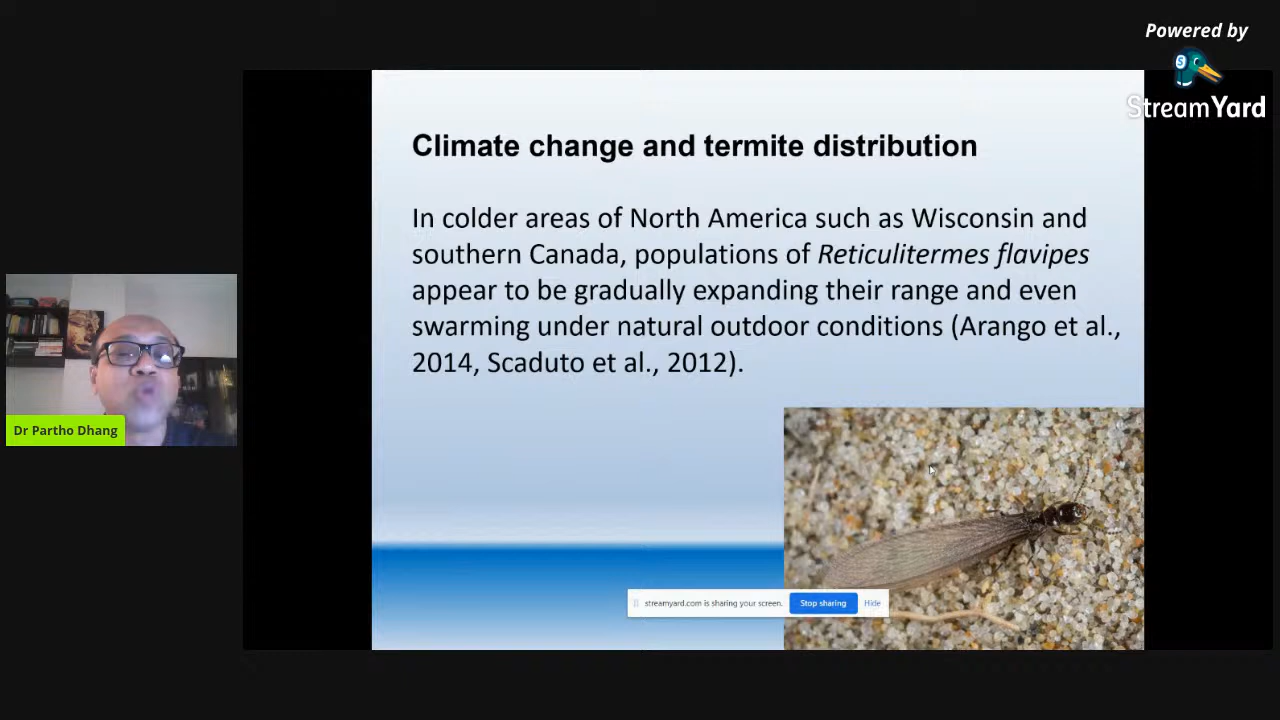 Powered by
StreamYard
Climate change and termite distribution
In colder areas of North America such as Wisconsin and
southern Canada, populations of Reticulitermes flavipes
appear to be gradually expanding their range and even
swarming under natural outdoor conditions (Arango et al.,
2014, Scaduto et al., 2012).
Dr Partho Dhang
streamyard.com is sharing your screen. Stop sharing Hide